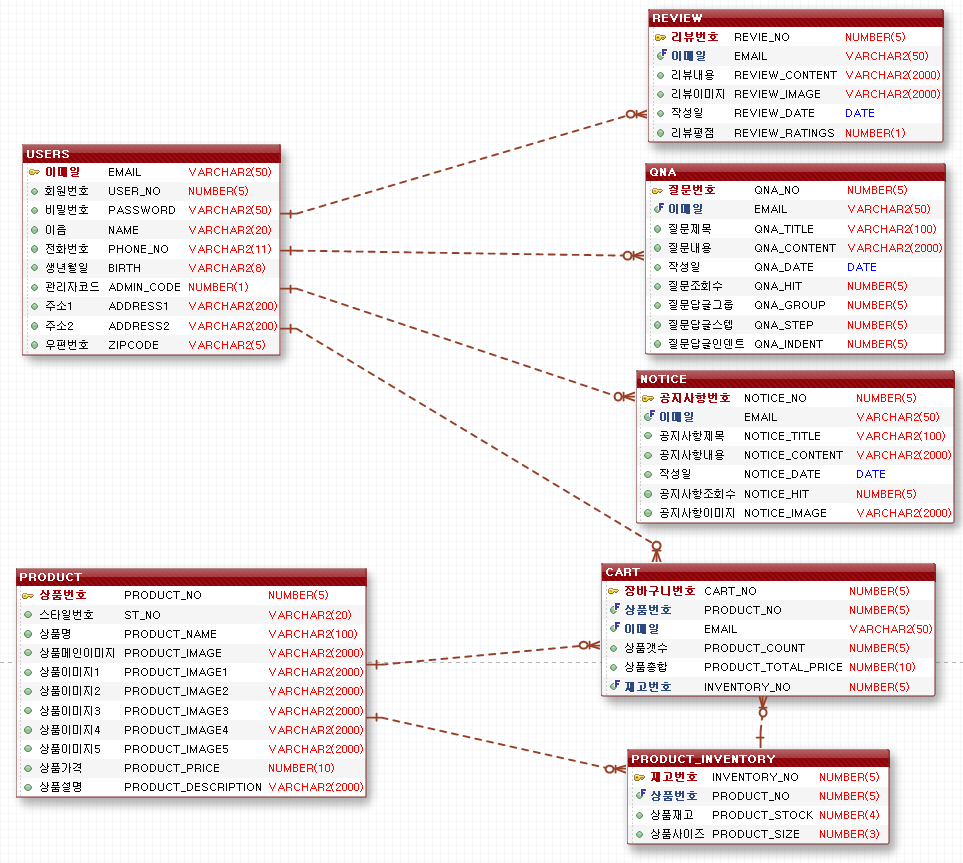 REVIEW
리뷰번호 REVIE_NO NUMBER(5)
이메일 EMAIL VARCHAR2(50)
리뷰내용 REVIEW_CONTENT VARCHAR2(2000)
리뷰이미지 REVIEW_IMAGE VARCHAR2(2000)
작성일 REVIEW_DATE DATE
리뷰평점 REVIEW_RATINGS NUMBER(1)
USERS
이메일 EMAIL VARCHAR2(50)
회원번호 USER_NO NUMBER(5)
비밀번호 PASSWORD VARCHAR2(50)
이름 NAME VARCHAR2(20)
전화번호 PHONE_NO VARCHAR2(11)
생년월일 BIRTH VARCHAR2(8)
관리자코드 ADMIN_CODE NUMBER(1)
주소1 ADDRESS1 VARCHAR2(200)
주소2 ADDRESS2 VARCHAR2(200)
우편번호 ZIPCODE VARCHAR2(5)
QNA
질문번호 QNA_NO NUMBER(5)
이메일 EMAIL VARCHAR2(50)
질문제목 QNA_TITLE VARCHAR2(100)
질문내용 QNA_CONTENT VARCHAR2(2000)
작성일 QNA_DATE DATE
질문조회수 QNA_HIT NUMBER(5)
질문답글그룹 QNA_GROUP NUMBER(5)
질문답글스텝 QNA_STEP NUMBER(5)
질문답글인덴트 QNA_INDENT NUMBER(5)
NOTICE
공지사항번호 NOTICE_NO NUMBER(5)
이메일 EMAIL VARCHAR2(50)
공지사항제목 NOTICE_TITLE VARCHAR2(100)
공지사항내용 NOTICE_CONTENT VARCHAR2(2000)
작성일 NOTICE_DATE DATE
공지사항조회수 NOTICE_HIT NUMBER(5)
공지사항이미지 NOTICE_IMAGE VARCHAR2(2000)
PRODUCT
상품번호 PRODUCT_NO NUMBER(5)
스타일번호 ST_NO VARCHAR2(20)
상품명 PRODUCT_NAME VARCHAR2(100)
상품메인이미지 PRODUCT_IMAGE VARCHAR2(2000)
상품이미지1 PRODUCT_IMAGE1 VARCHAR2(2000)
상품이미지2 PRODUCT_IMAGE2 VARCHAR2(2000)
상품이미지3 PRODUCT_IMAGE3 VARCHAR2(2000)
상품이미지4 PRODUCT_IMAGE4 VARCHAR2(2000)
상품이미지5 PRODUCT_IMAGE5 VARCHAR2(2000)
상품가격 PRODUCT_PRICE NUMBER(10)
상품설명 PRODUCT_DESCRIPTION VARCHAR2(2000)
CART
장바구니번호 CART_NO NUMBER(5)
상품번호 PRODUCT_NO NUMBER(5)
이메일 EMAIL VARCHAR2(50)
상품갯수 PRODUCT_COUNT NUMBER(5)
상품총합 PRODUCT_TOTAL_PRICE NUMBER(10)
재고번호 INVENTORY_NO NUMBER(5)
PRODUCT_INVENTORY
재고번호 INVENTORY_NO NUMBER(5)
상품번호 PRODUCT_NO NUMBER(5)
상품재고 PRODUCT_STOCK NUMBER(4)
상품사이즈 PRODUCT_SIZE NUMBER(3)